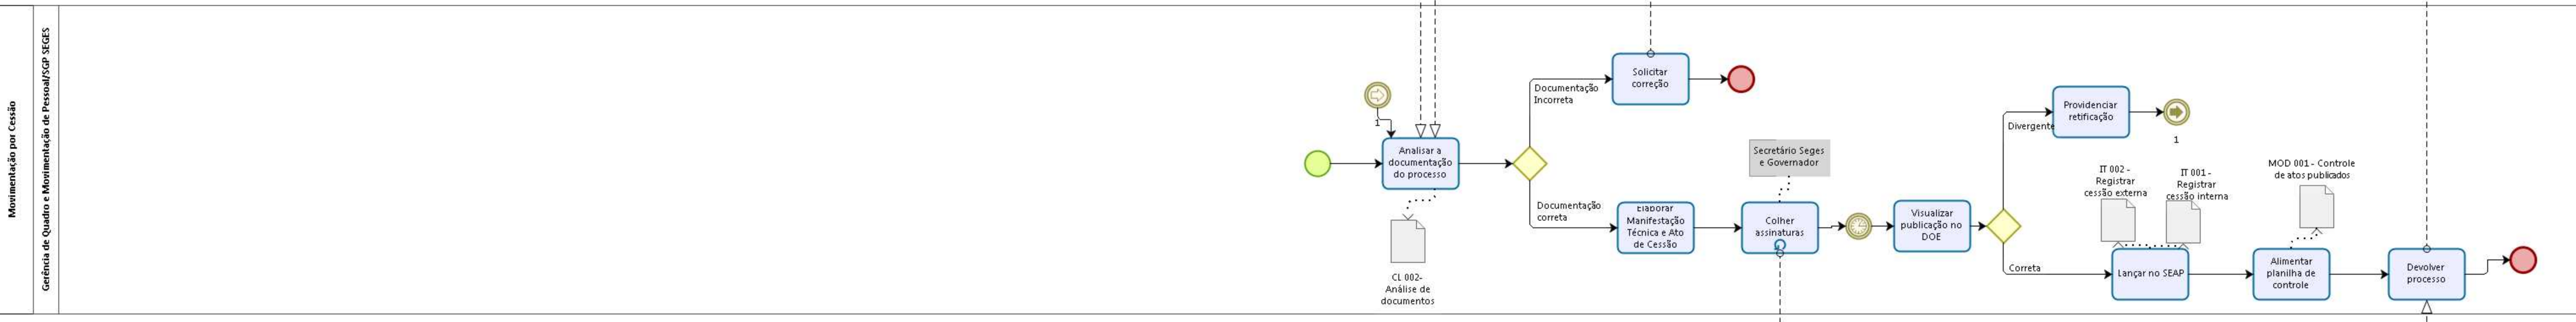 Movimentação por Cessão
Gerência de Quadro e Movimentação de Pessoal/SGP SEGES
1
Analisar a
documentação
do processo
CL 002-
Análise de
documentos
Documentação
Incorreta
Solicitar
correção
Documentação
correta
Elaborar
Manifestação
Técnica e Ato
de Cessão
Secretário Seges
e Governador
Colher
assinaturas
Visualizar
publicação no
DOE
Divergente
Providenciar
retificação
1
Correta
IT 002 -
Registrar
cessão externa
IT 001 -
Registrar
cessão interna
Lançar no SEAP
MOD 001 - Controle
de atos publicados
Alimentar
planilha de
controle
Devolver
processo